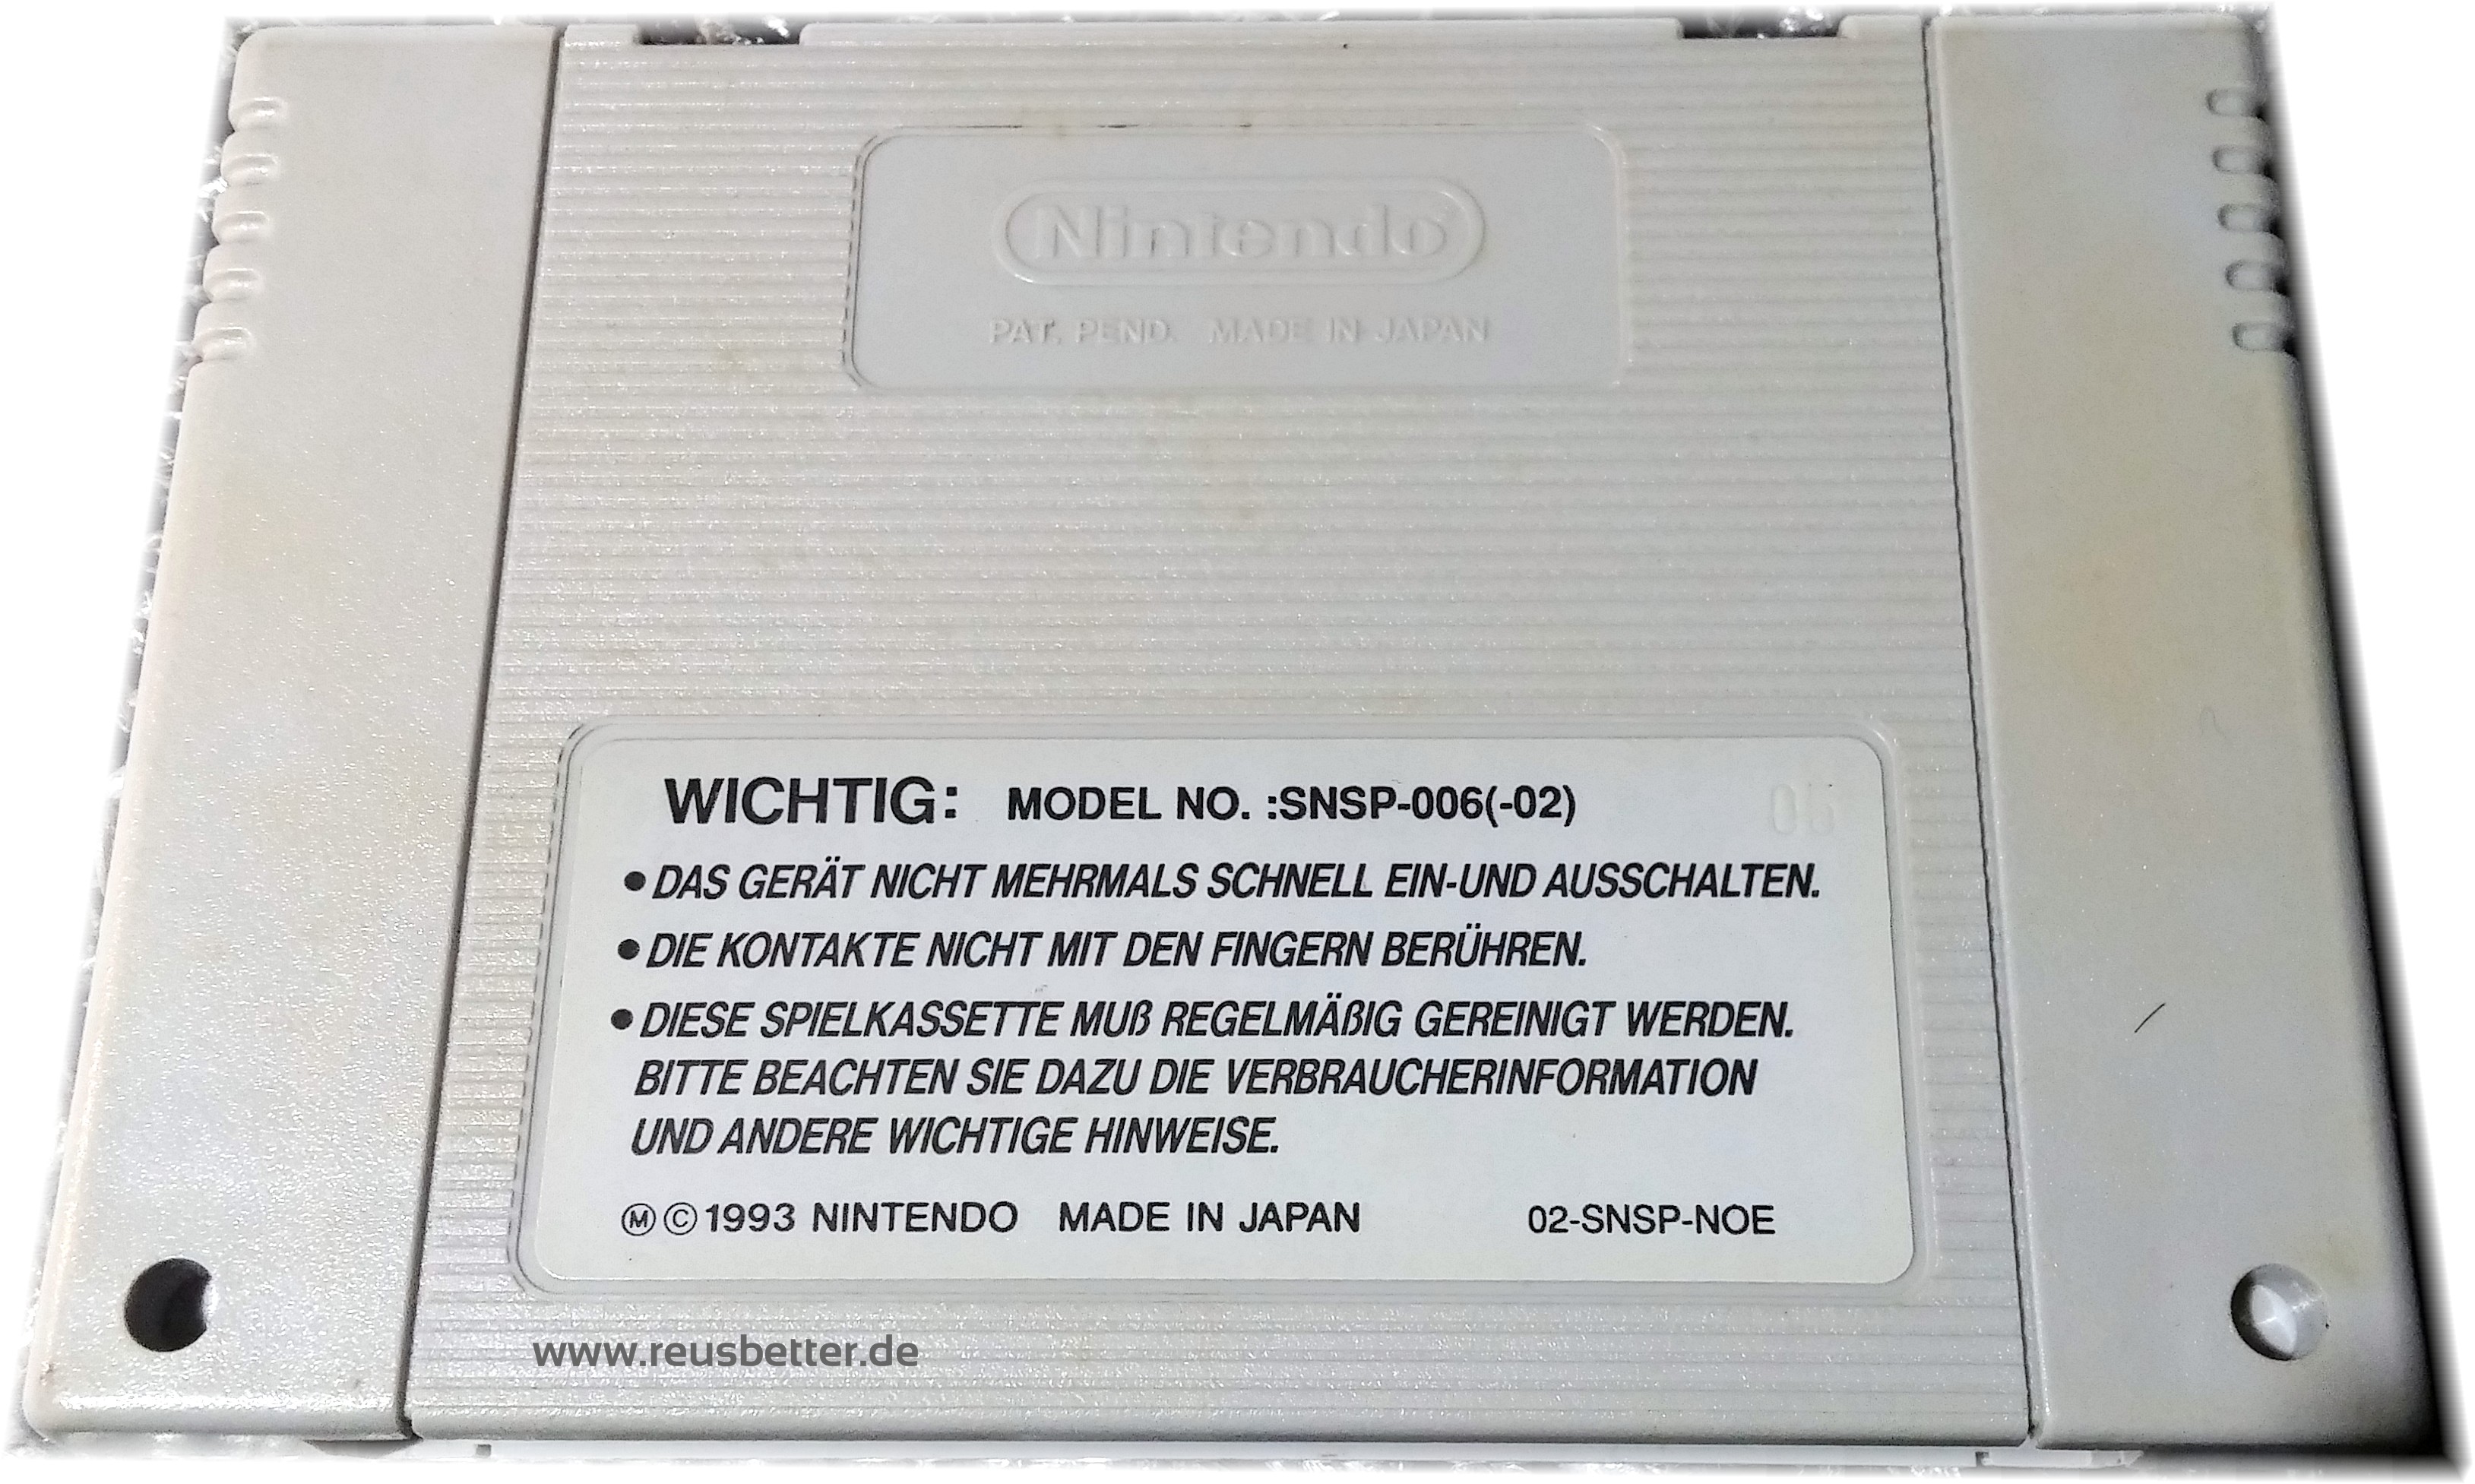 Nintendo
PAT. PEND. MADE IN JAPAN
WICHTIG: MODEL NO. :SNSP-006(-02)
05
• DAS GERÄT NICHT MEHRMALS SCHNELL EIN-UND AUSSCHALTEN.
• DIE KONTAKTE NICHT MIT DEN FINGERN BERÜHREN.
• DIESE SPIELKASSETTE MUß REGELMÄßIG GEREINIGT WERDEN.
BITTE BEACHTEN SIE DAZU DIE VERBRAUCHERINFORMATION
UND ANDERE WICHTIGE HINWEISE.
Ⓜ©1993 NINTENDO MADE IN JAPAN 02-SNSP-NOE
www.reusbetter.de